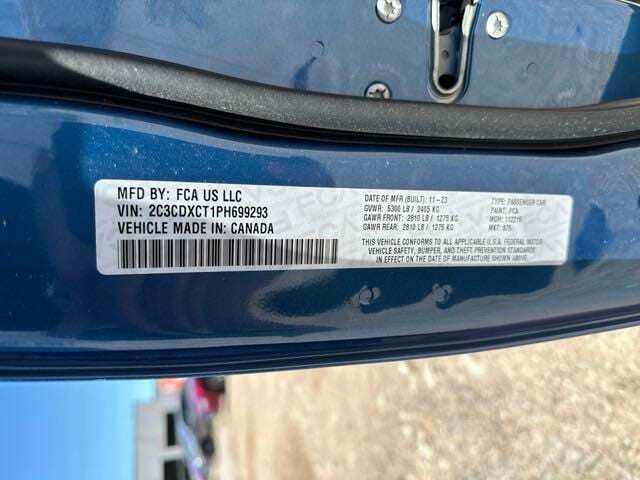 MFD BY: FCA US LLC
VIN: 2C3CDXCT1PH699293
VEHICLE MADE IN: CANADA
DATE OF MFR (BUILT): 11-23
GVWR: 5300 LB / 2405 KG
GAWR FRONT: 2810 LB / 1275 KG
GAWR REAR: 2810 LB / 1275 KG
TYPE: PASSENGER CAR
PAINT:
MDH: 112215
MKT:
THIS VEHICLE CONFORMS TO ALL APPLICABLE U.S.A. FEDERAL MOTOR
VEHICLE SAFETY, BUMPER, AND THEFT PREVENTION STANDARDS
IN EFFECT ON THE DATE OF MANUFACTURE SHOWN ABOVE.